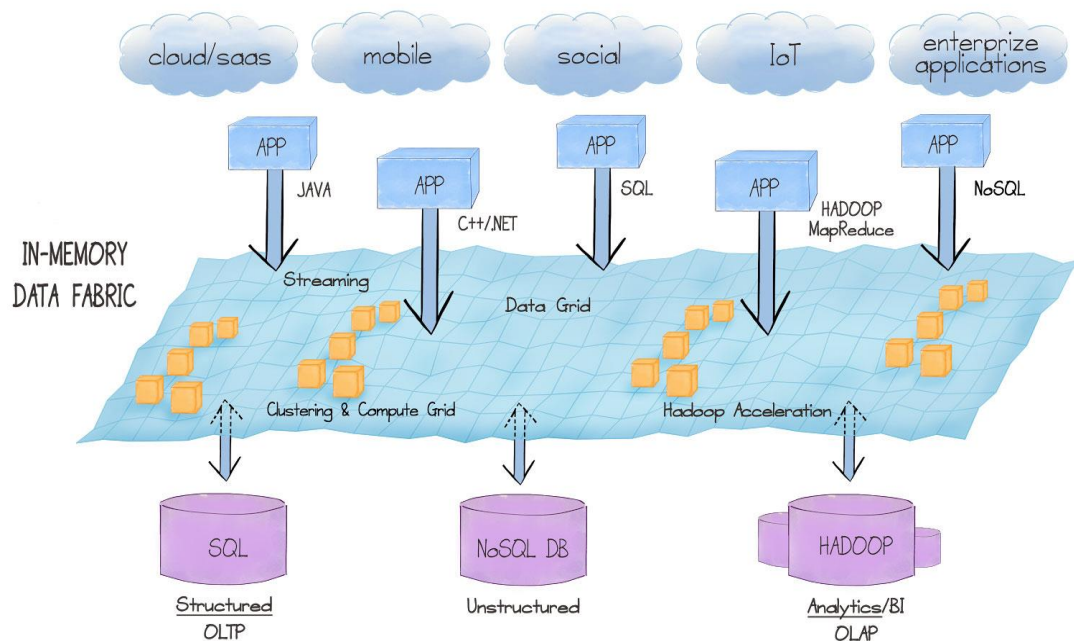 cloud/saas
mobile
social
IoT
enterprize
applications
APP
APP
APP
APP
APP
JAVA
C++/.NET
SQL
HADOOP
MapReduce
NoSQL
IN-MEMORY
DATA FABRIC
Streaming
Data Grid
Clustering & Compute Grid
Hadoop Acceleration
SQL
NoSQL DB
HADOOP
Structured
OLTP
Unstructured
Analytics/BI
OLAP